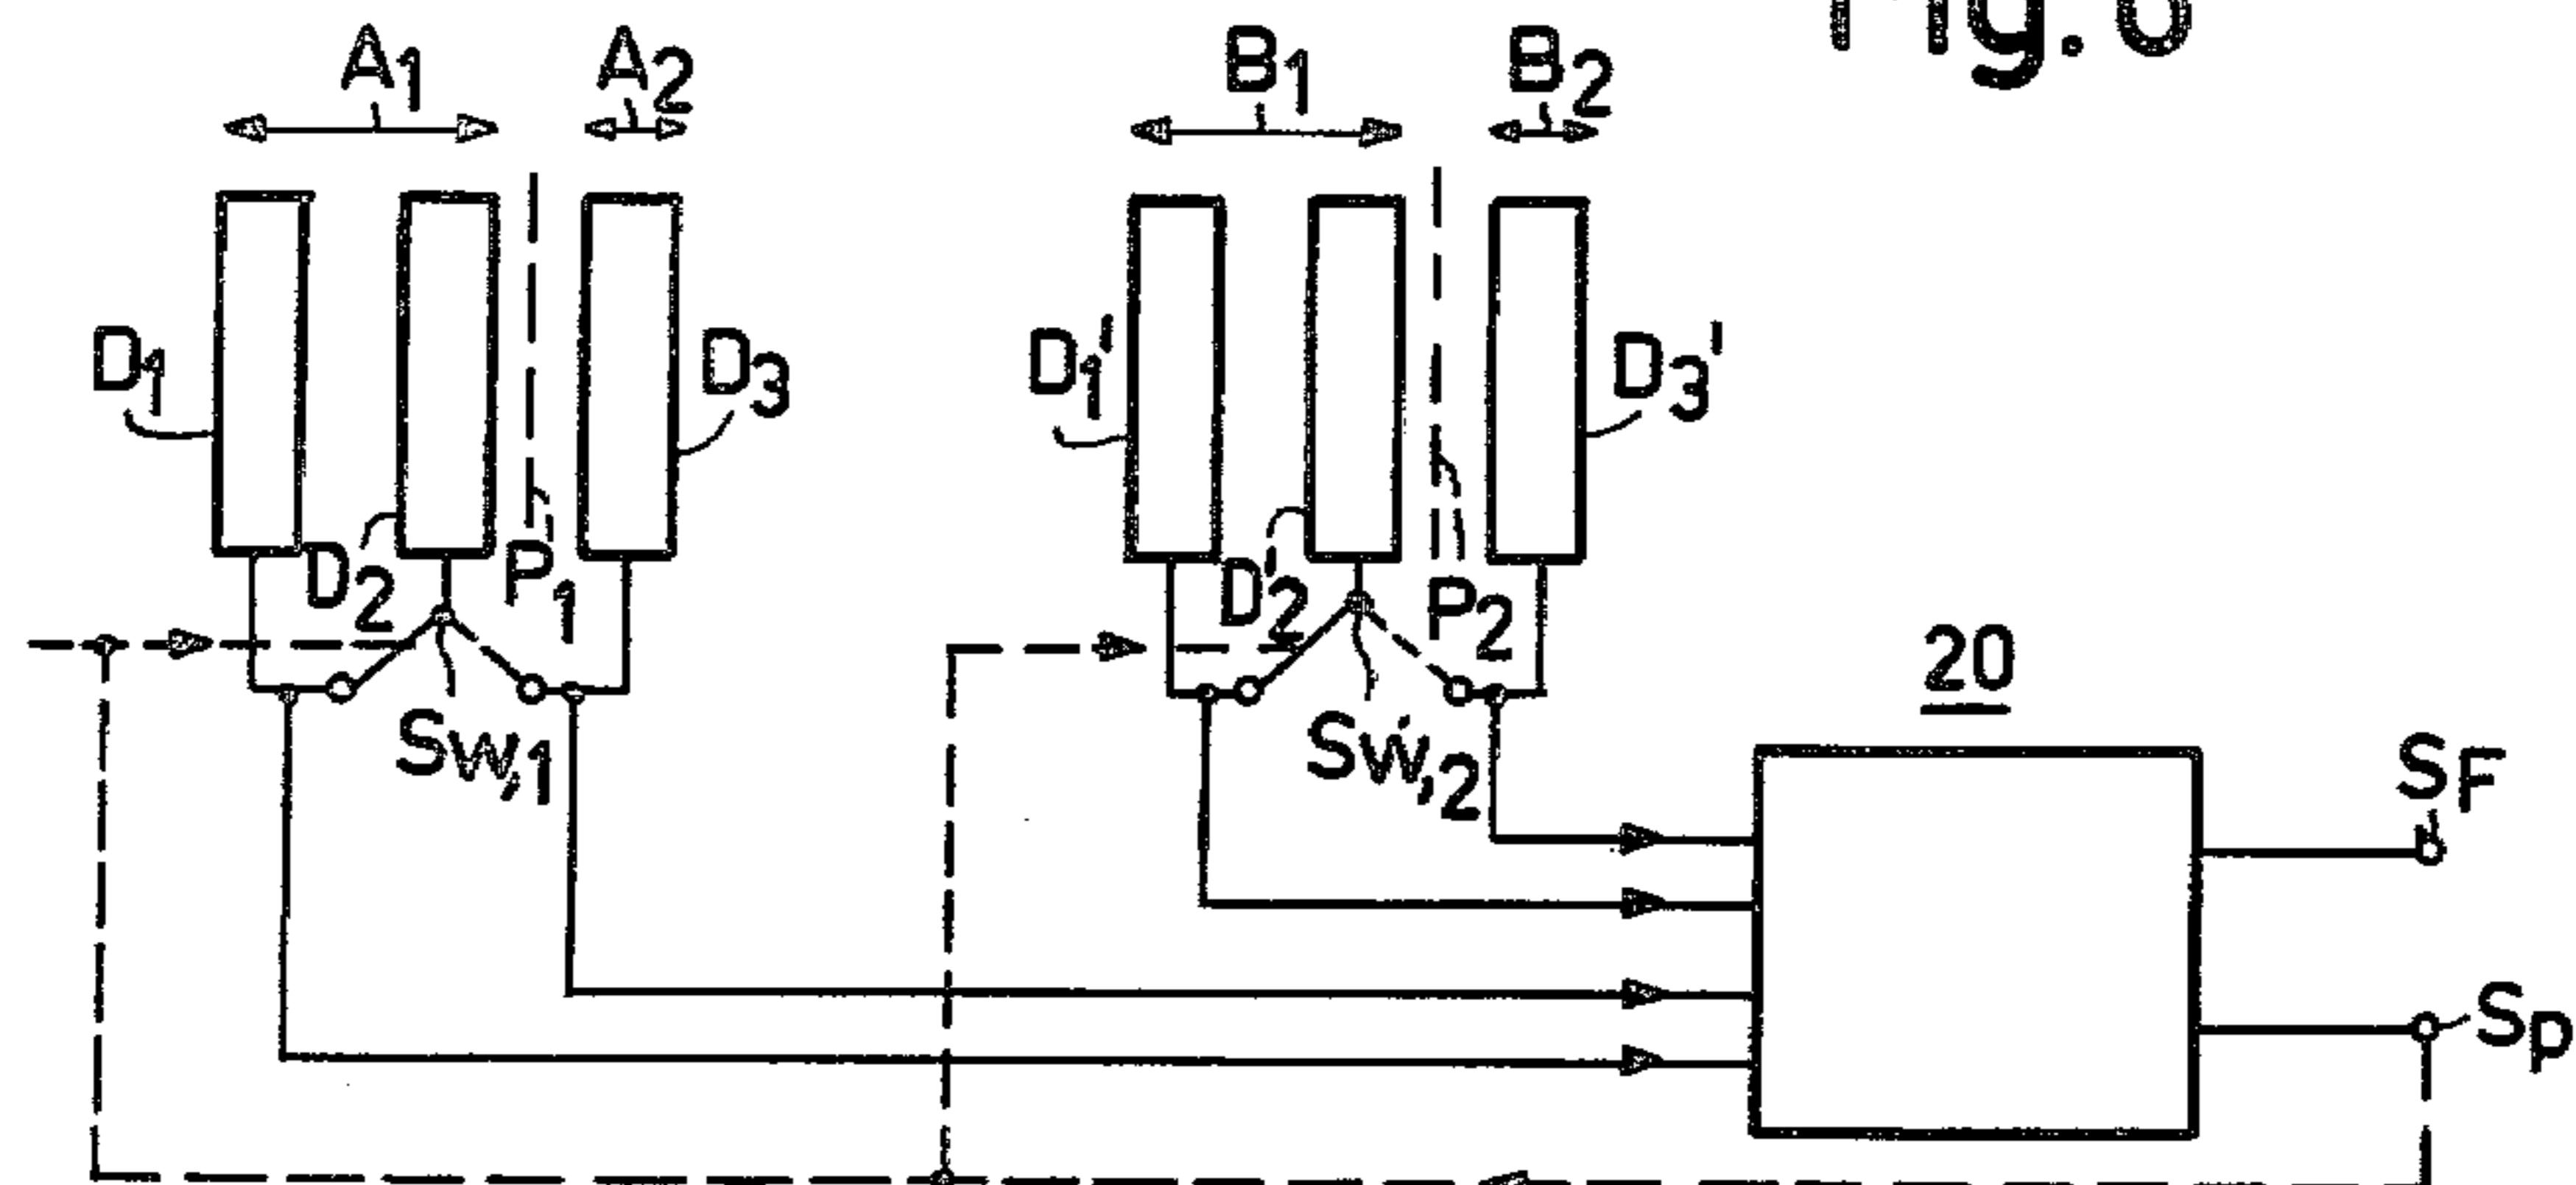 A1 A2 B1 B2
D1 D3 D1' D3'
D2 P1 D2' P2
Sw,1 Sw,2 20
SF
Sp